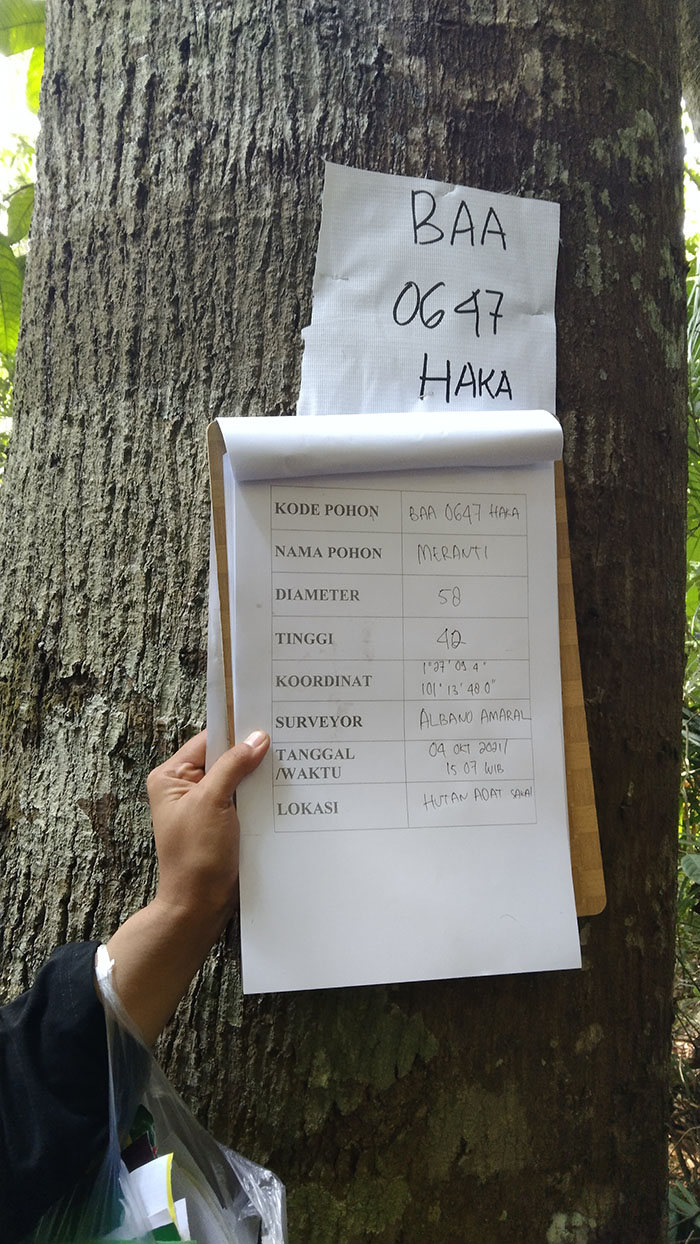 BAA
0647
HAKA
KODE POHON BAA 0647 HAKA
NAMA POHON MERANTI
DIAMETER 58
TINGGI 42
KOORDINAT 1° 27' 09.4"
101° 13' 48.0"
SURVEYOR ALBANO AMARAL
TANGGAL 04 OKT 2021/
/WAKTU 15 07 WIB
LOKASI HUTAN ADAT SAKAI